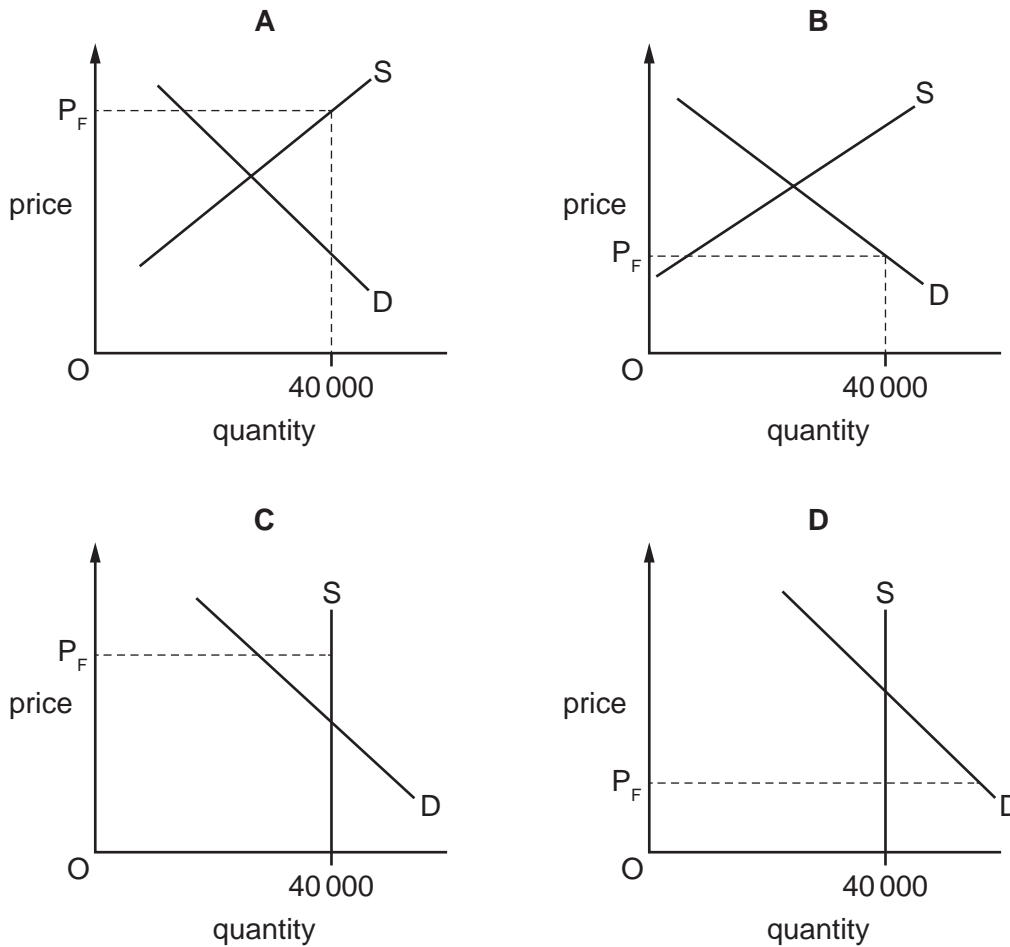 A
P_F
price
S
D
O
40 000
quantity
B
S
price
P_F
D
O
40 000
quantity
C
S
P_F
price
D
O
40 000
quantity
D
S
price
P_F
D
O
40 000
quantity